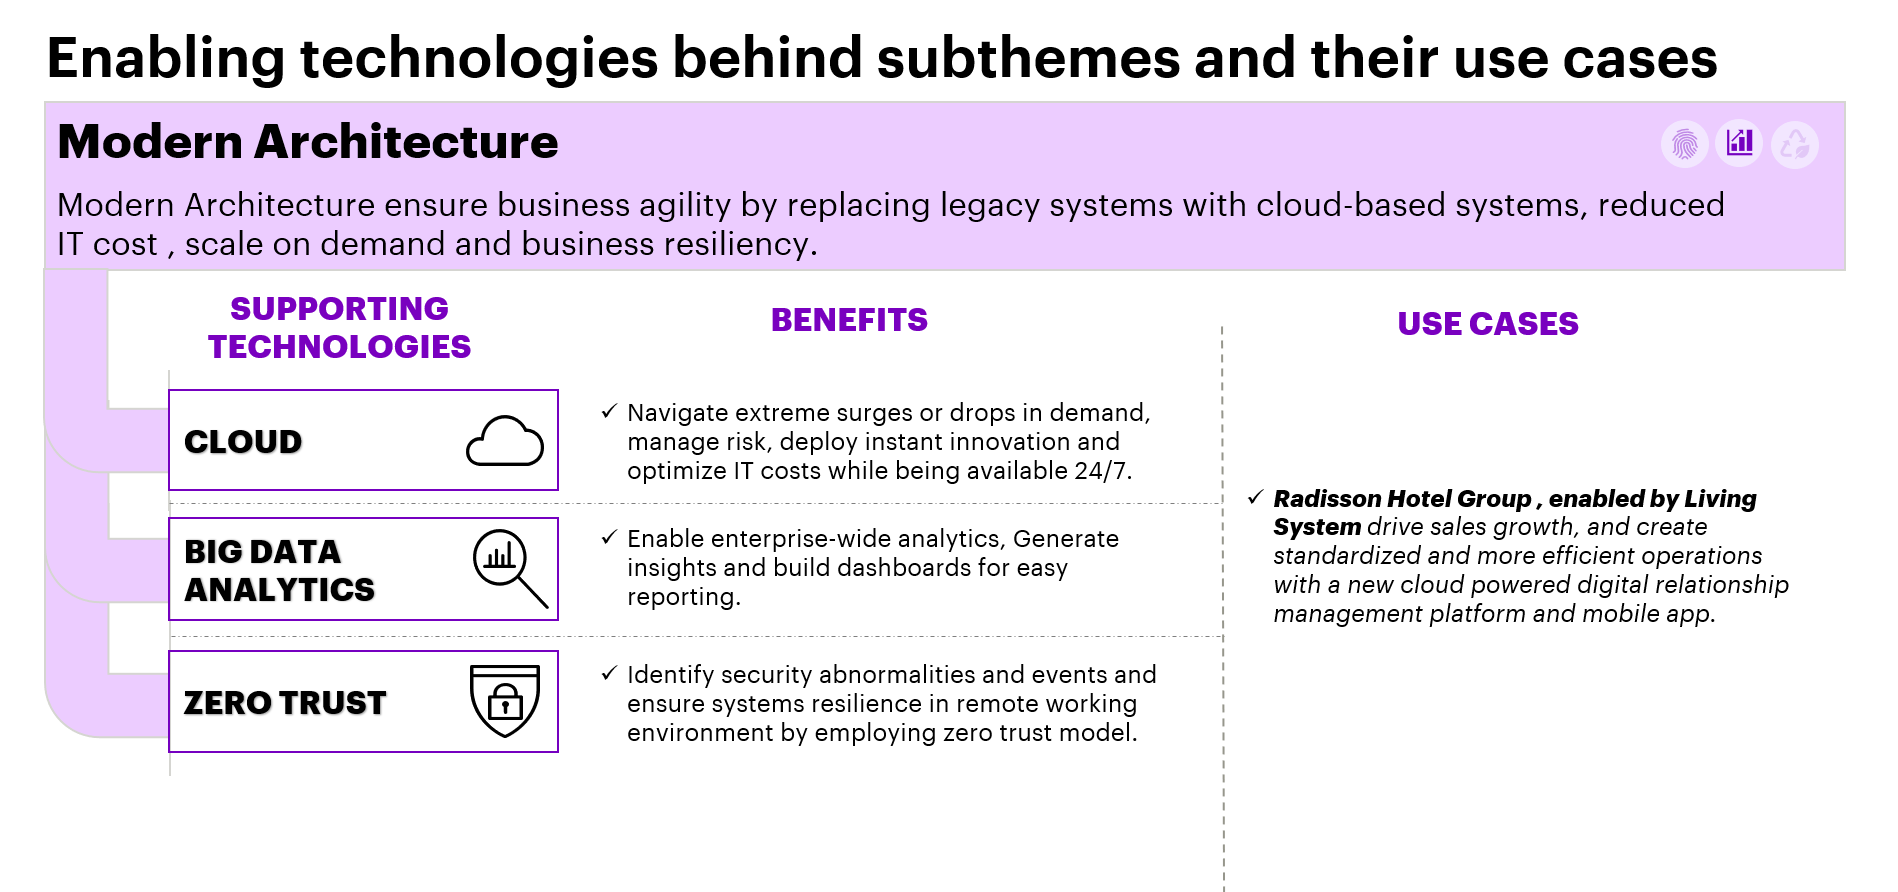 Enabling technologies behind subthemes and their use cases
Modern Architecture
Modern Architecture ensure business agility by replacing legacy systems with cloud-based systems, reduced
IT cost , scale on demand and business resiliency.
SUPPORTING
TECHNOLOGIES
BENEFITS
USE CASES
CLOUD
✓ Navigate extreme surges or drops in demand,
manage risk, deploy instant innovation and
optimize IT costs while being available 24/7.
BIG DATA
ANALYTICS
✓ Enable enterprise-wide analytics, Generate
insights and build dashboards for easy
reporting.
ZERO TRUST
✓ Identify security abnormalities and events and
ensure systems resilience in remote working
environment by employing zero trust model.
✓ Radisson Hotel Group , enabled by Living
System drive sales growth, and create
standardized and more efficient operations
with a new cloud powered digital relationship
management platform and mobile app.